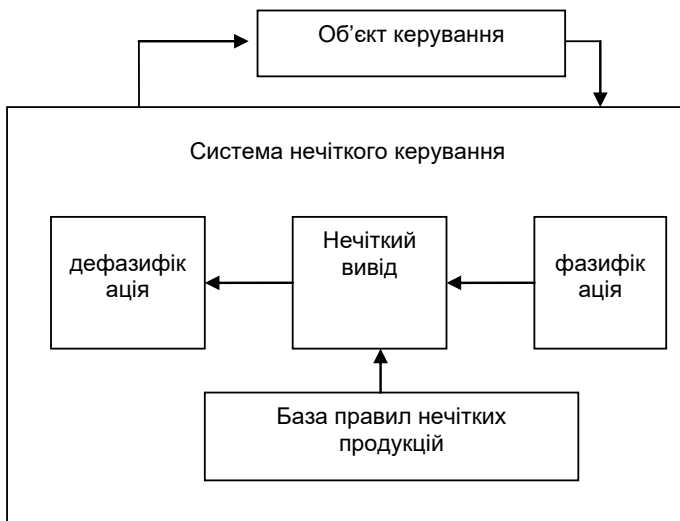 Об’єкт керування
Система нечіткого керування
дефазифік
ація
Нечіткий
вивід
фазифік
ація
База правил нечітких
продукцій